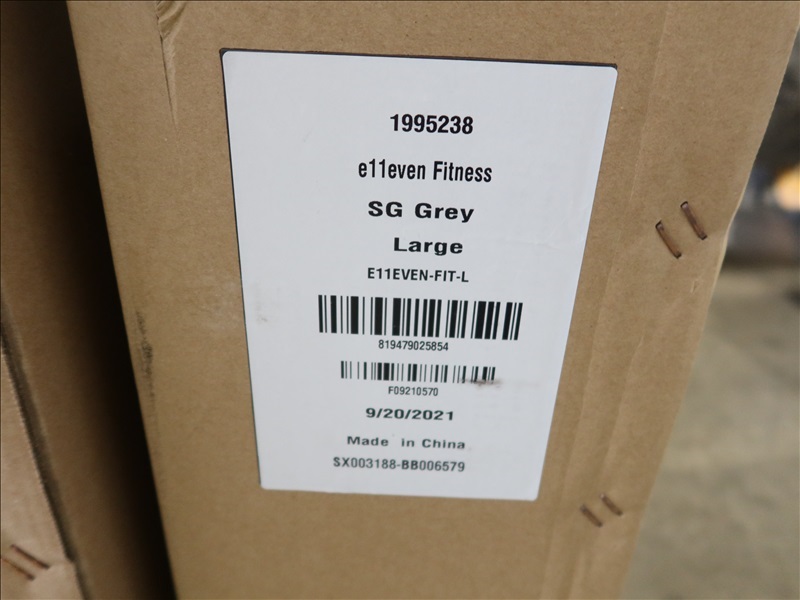 1995238
e11even Fitness
SG Grey
Large
E11EVEN-FIT-L
819479025854
F09210570
9/20/2021
Made in China
SX003188-BB006579